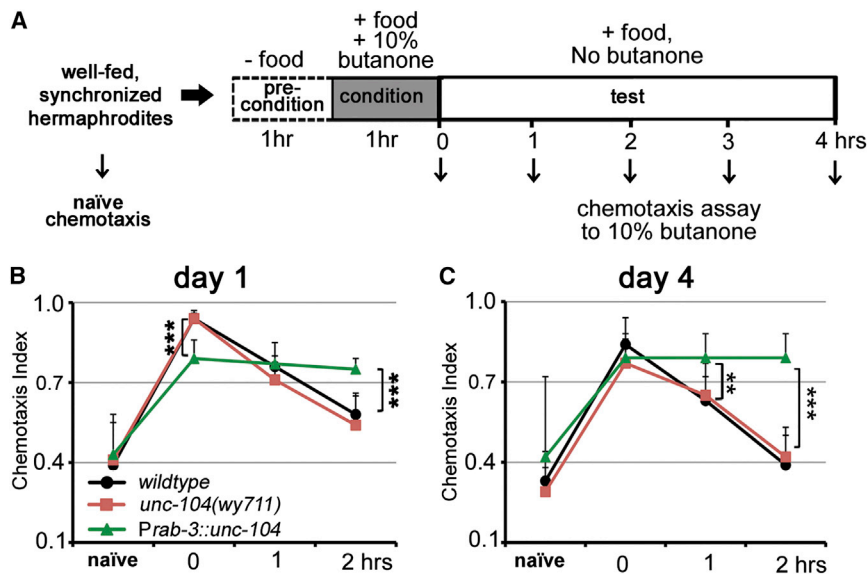 A
well-fed,
synchronized
hermaphrodites
naïve
chemotaxis
- food
+ food
+ 10%
butanone
+ food,
No butanone
pre-
condition
condition
test
1hr
1hr
0
1
2
3
4 hrs
chemotaxis assay
to 10% butanone
B
day 1
Chemotaxis Index
1.0
0.7
0.4
0.1
***
***
wildtype
unc-104(wy711)
Prab-3::unc-104
naïve
0
1
2 hrs
C
day 4
Chemotaxis Index
1.0
0.7
0.4
0.1
**
***
naïve
0
1
2 hrs